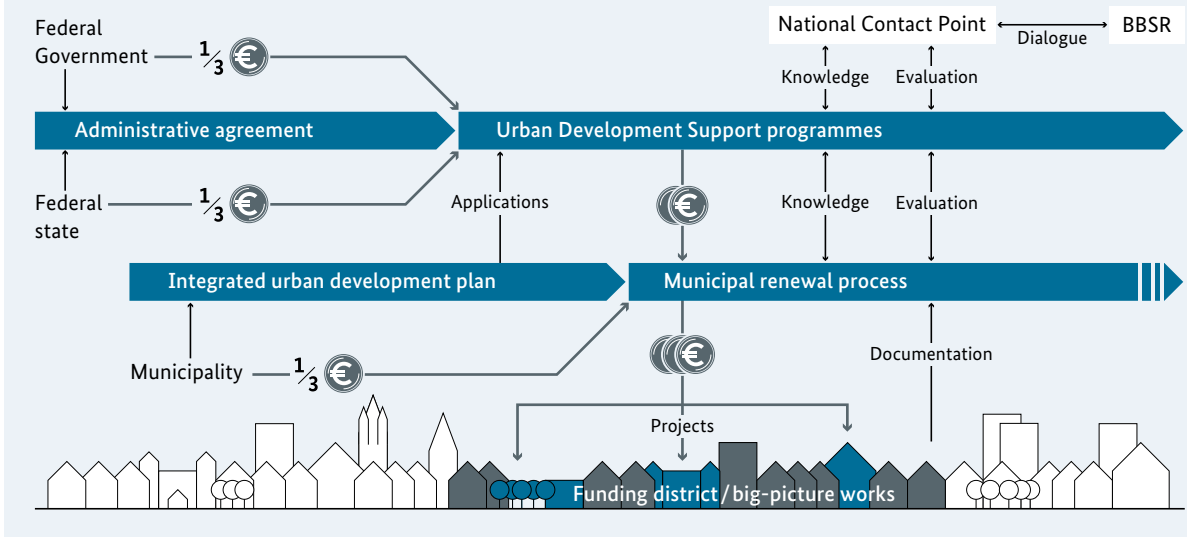 Federal
Government
1/3 €
National Contact Point
Dialogue
BBSR
Knowledge
Evaluation
Administrative agreement
Urban Development Support programmes
Federal
state
1/3 €
Applications
€
Knowledge
Evaluation
Integrated urban development plan
Municipal renewal process
Municipality
1/3 €
€
Documentation
Projects
Funding district/big-picture works